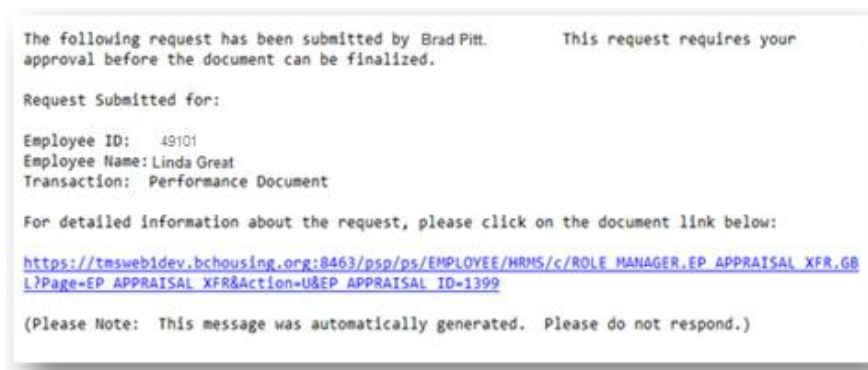 The following request has been submitted by Brad Pitt. This request requires your
approval before the document can be finalized.
Request Submitted for:
Employee ID: 49101
Employee Name: Linda Great
Transaction: Performance Document
For detailed information about the request, please click on the document link below:
https://tmsweb1dev.bchousing.org:8463/psp/ps/EMPLOYEE/HRMS/c/ROLE_MANAGER.EP_APPRAISAL_XFR.GB
L?Page=EP_APPRAISAL_XFR&Action=U&EP_APPRAISAL_ID=1399
(Please Note: This message was automatically generated. Please do not respond.)